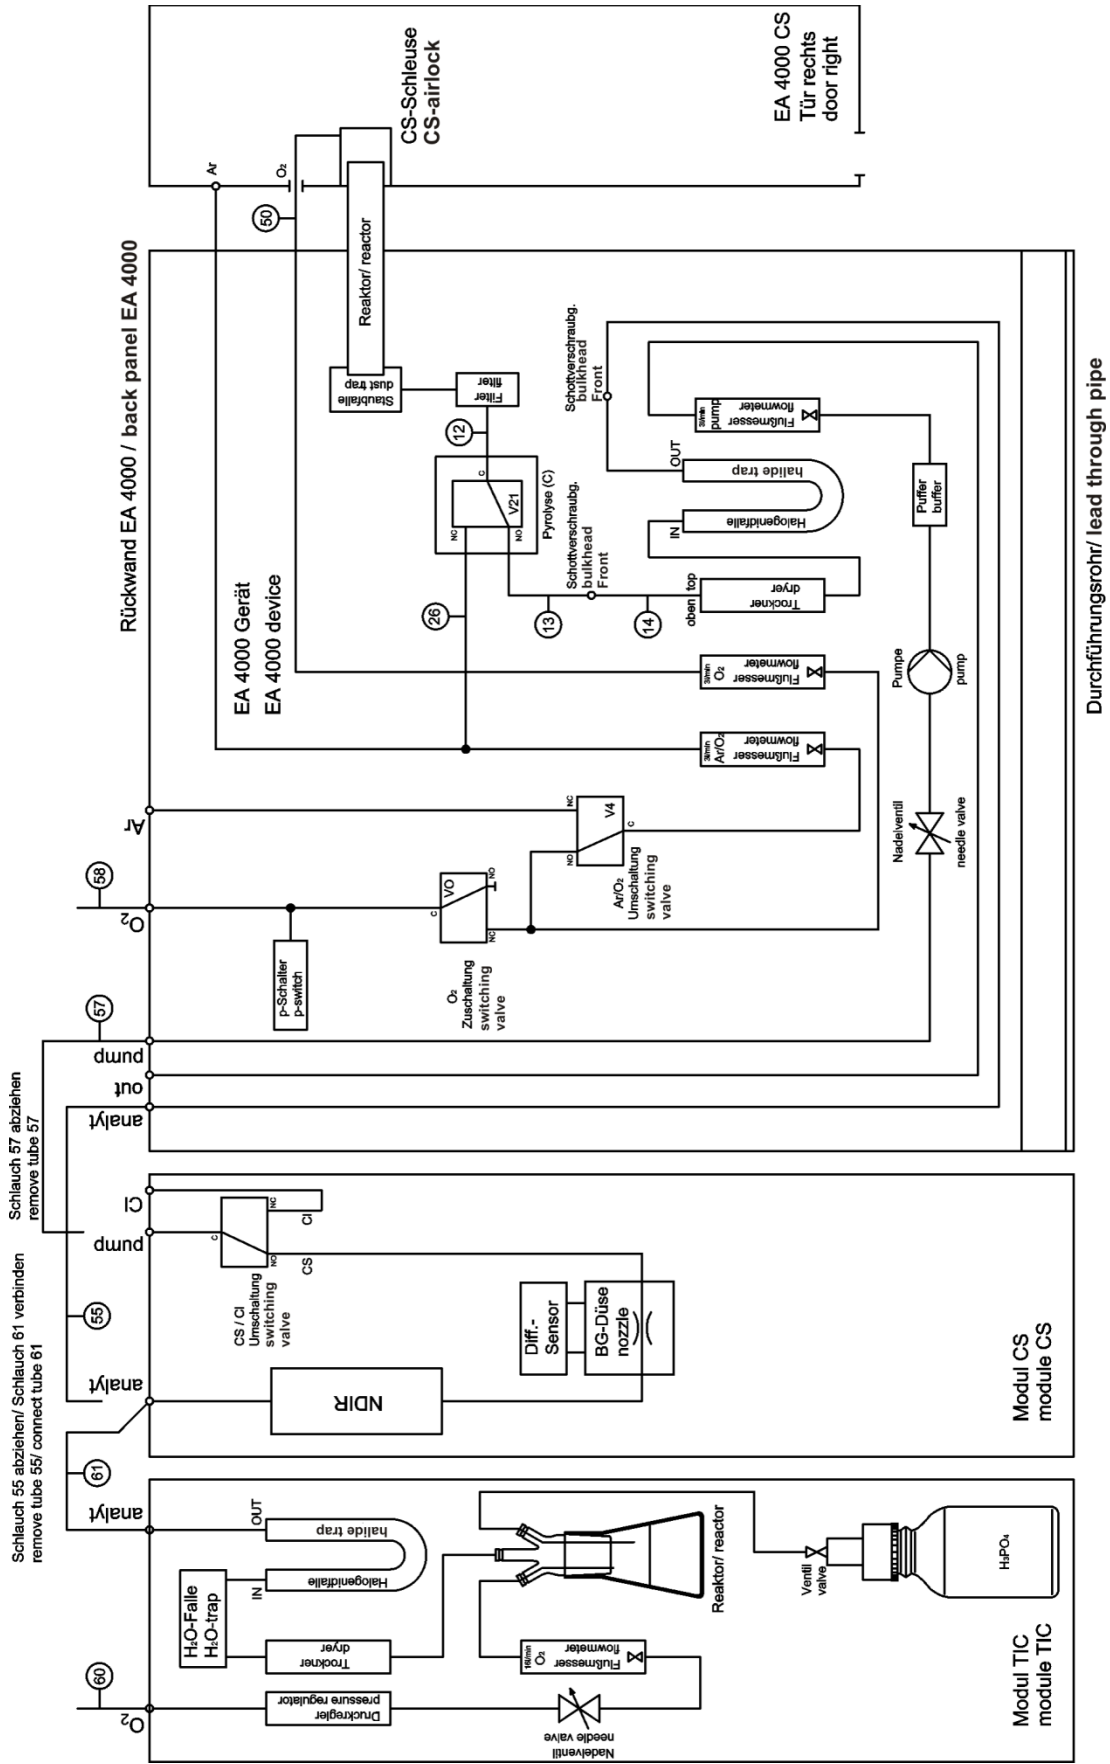 CS-Schleuse
CS-airlock
EA 4000 CS
Tür rechts
door right
Ar
O₂
50
Reaktor/ reactor
Rückwand EA 4000 / back panel EA 4000
EA 4000 Gerät
EA 4000 device
Staubfalle
dust trap
Filter
filter
12
C
V21
NC
NO
Pyrolyse (C)
26
13
Schottverschraubg.
bulkhead
Front
14
oben
top
Trockner
dryer
IN
OUT
Halogenidfalle
halide trap
Schottverschraubg.
bulkhead
Front
3l/min
pump
Flußmesser
flowmeter
Puffer
buffer
Pumpe
pump
Nadelventil
needle valve
3l/min
O₂
Flußmesser
flowmeter
3l/min
Ar/O₂
Flußmesser
flowmeter
Ar
NC
V4
NO
C
Ar/O₂
Umschaltung
switching
valve
58
O₂
p-Schalter
p-switch
C
VO
NO
NC
O₂
Zuschaltung
switching
valve
57
pump
out
analyt
Durchführungsrohr/ lead through pipe
Schlauch 57 abziehen
remove tube 57
Cl
pump
55
analyt
C
NC
NO
Cl
CS
CS / Cl
Umschaltung
switching
valve
NDIR
Diff.-
Sensor
BG-Düse
nozzle
Modul CS
module CS
Schlauch 55 abziehen/ Schlauch 61 verbinden
remove tube 55/ connect tube 61
61
analyt
OUT
IN
halide trap
Halogenidfalle
H₂O-Falle
H₂O-trap
Trockner
dryer
60
O₂
Druckregler
pressure regulator
Nadelventil
needle valve
16l/min
O₂
Flußmesser
flowmeter
Reaktor/ reactor
Ventil
valve
H₃PO₄
Modul TIC
module TIC